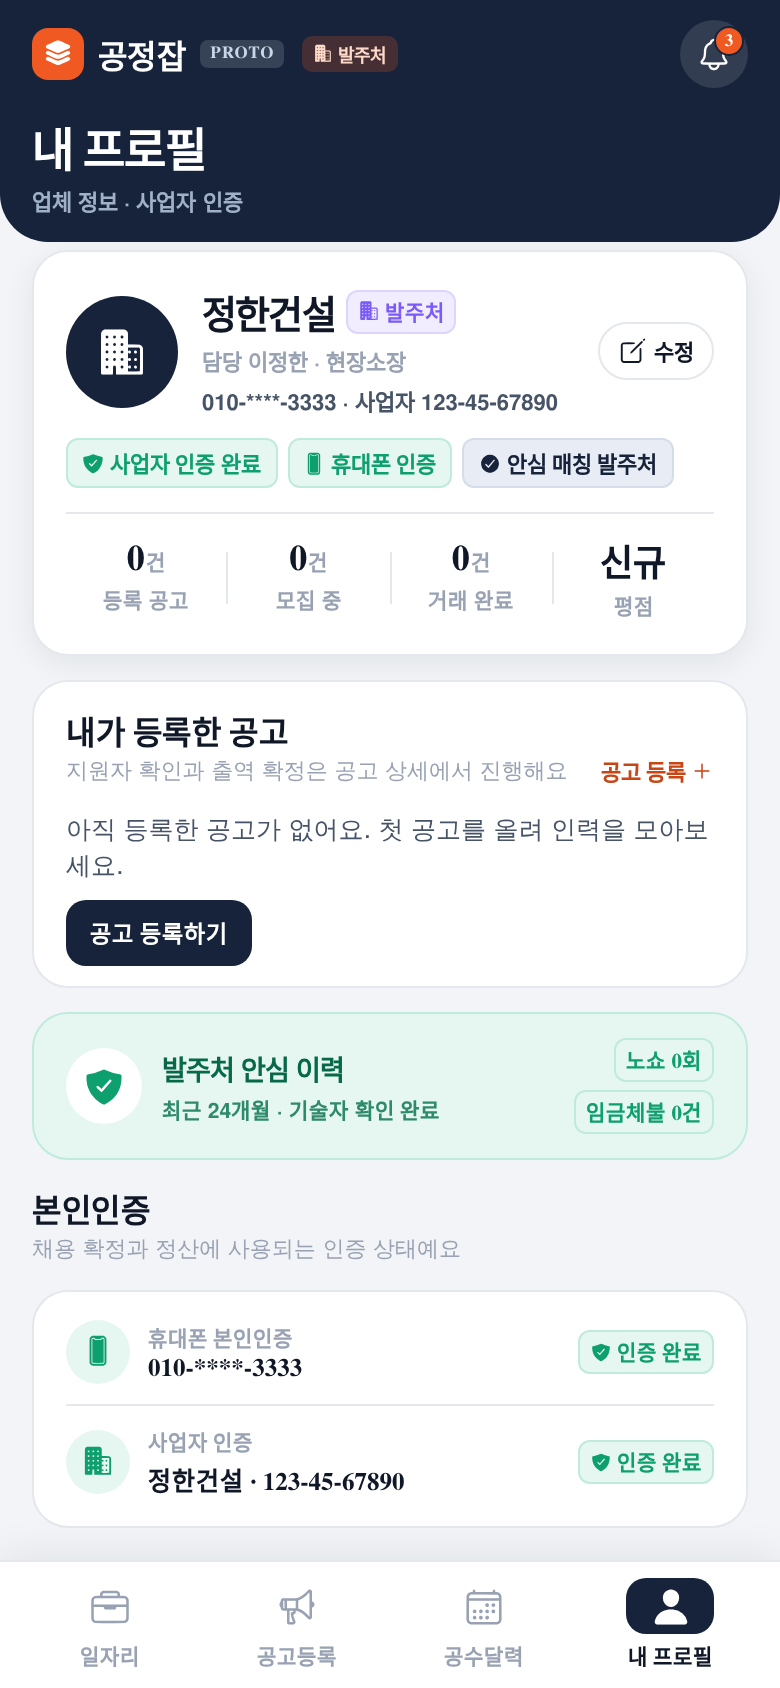 공정잡 PROTO 발주처 3
내 프로필
업체 정보 · 사업자 인증
정한건설 발주처
담당 이정한 · 현장소장
수정
010-****-3333 · 사업자 123-45-67890
사업자 인증 완료 휴대폰 인증 안심 매칭 발주처
0건 0건 0건 신규
등록 공고 모집 중 거래 완료 평점
내가 등록한 공고
지원자 확인과 출역 확정은 공고 상세에서 진행해요 공고 등록 +
아직 등록한 공고가 없어요. 첫 공고를 올려 인력을 모아보
세요.
공고 등록하기
발주처 안심 이력
최근 24개월 · 기술자 확인 완료
노쇼 0회
임금체불 0건
본인인증
채용 확정과 정산에 사용되는 인증 상태예요
휴대폰 본인인증
010-****-3333
인증 완료
사업자 인증
정한건설 · 123-45-67890
인증 완료
일자리 공고등록 공수달력 내 프로필